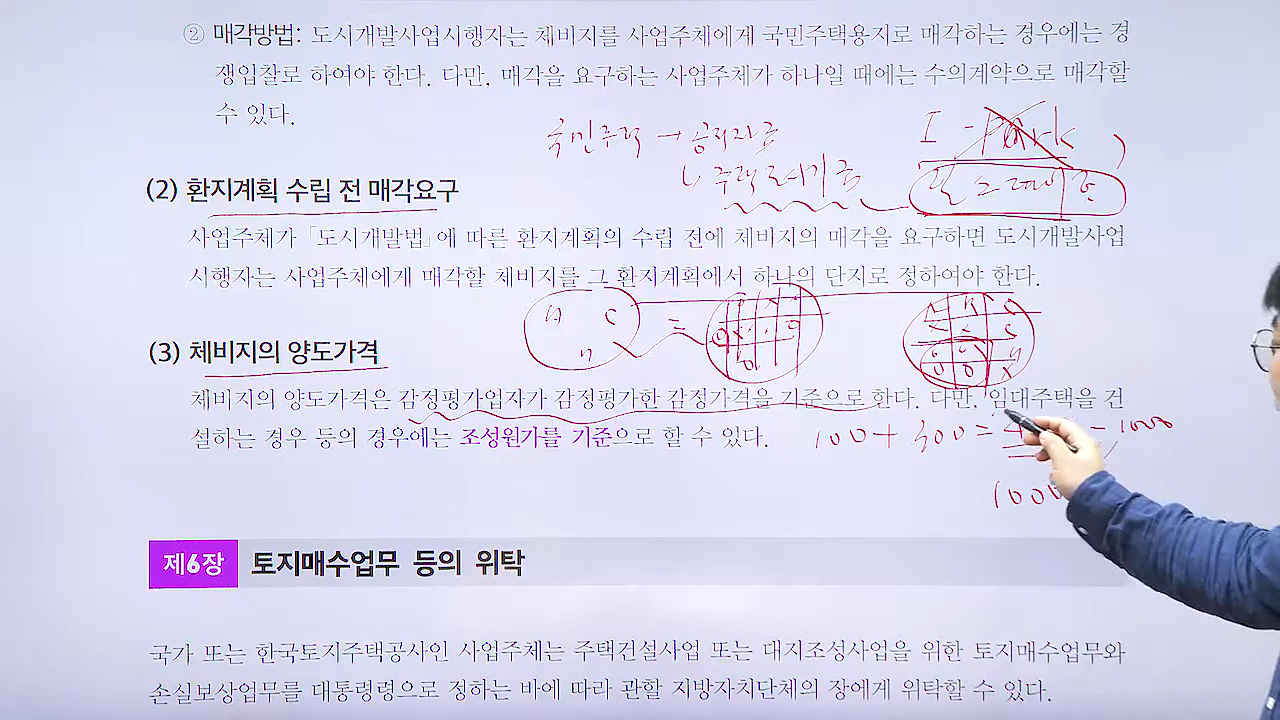 ② 매각방법: 도시개발사업시행자는 체비지를 사업주체에게 국민주택용지로 매각하는 경우에는 경
쟁입찰로 하여야 한다. 다만, 매각을 요구하는 사업주체가 하나일 때에는 수의계약으로 매각할
수 있다.
국민주택 → 공적자금
I-Park
(2) 환지계획 수립 전 매각요구
사업주체가 「도시개발법」에 따른 환지계획의 수립 전에 체비지의 매각을 요구하면 도시개발사업
시행자는 사업주체에게 매각할 체비지를 그 환지계획에서 하나의 단지로 정하여야 한다.
(3) 체비지의 양도가격
체비지의 양도가격은 감정평가업자가 감정평가한 감정가격을 기준으로 한다. 다만, 임대주택을 건
설하는 경우 등의 경우에는 조성원가를 기준으로 할 수 있다.
100 + 300 =
1000
제6장 토지매수업무 등의 위탁
국가 또는 한국토지주택공사인 사업주체는 주택건설사업 또는 대지조성사업을 위한 토지매수업무와
손실보상업무를 대통령령으로 정하는 바에 따라 관할 지방자치단체의 장에게 위탁할 수 있다.